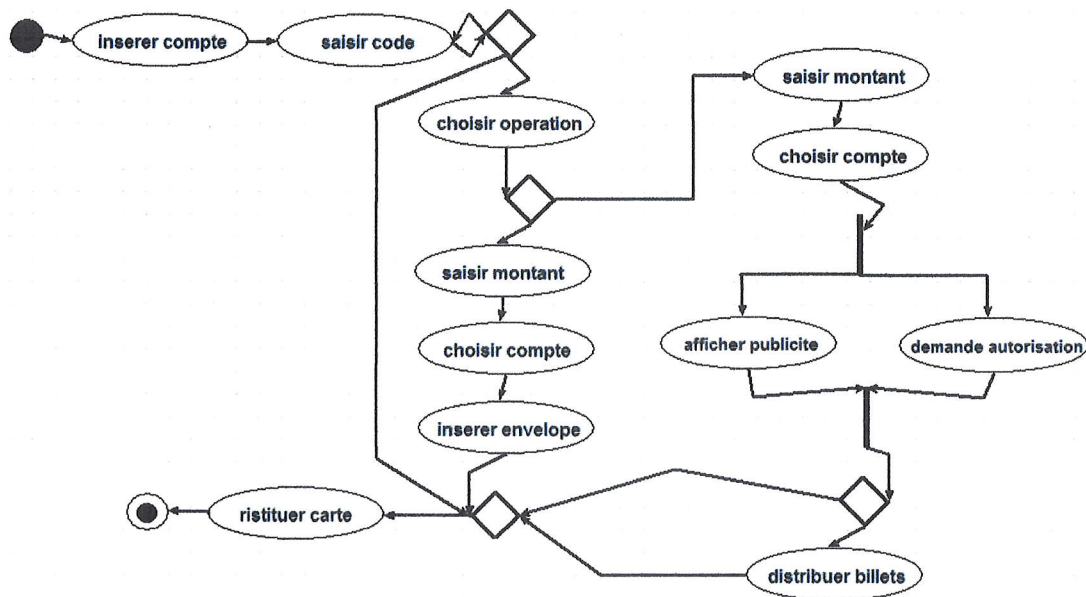 inserer compte
saisir code
choisir operation
saisir montant
choisir compte
saisir montant
choisir compte
inserer envelope
afficher publicite
demande autorisation
ristituer carte
distribuer billets